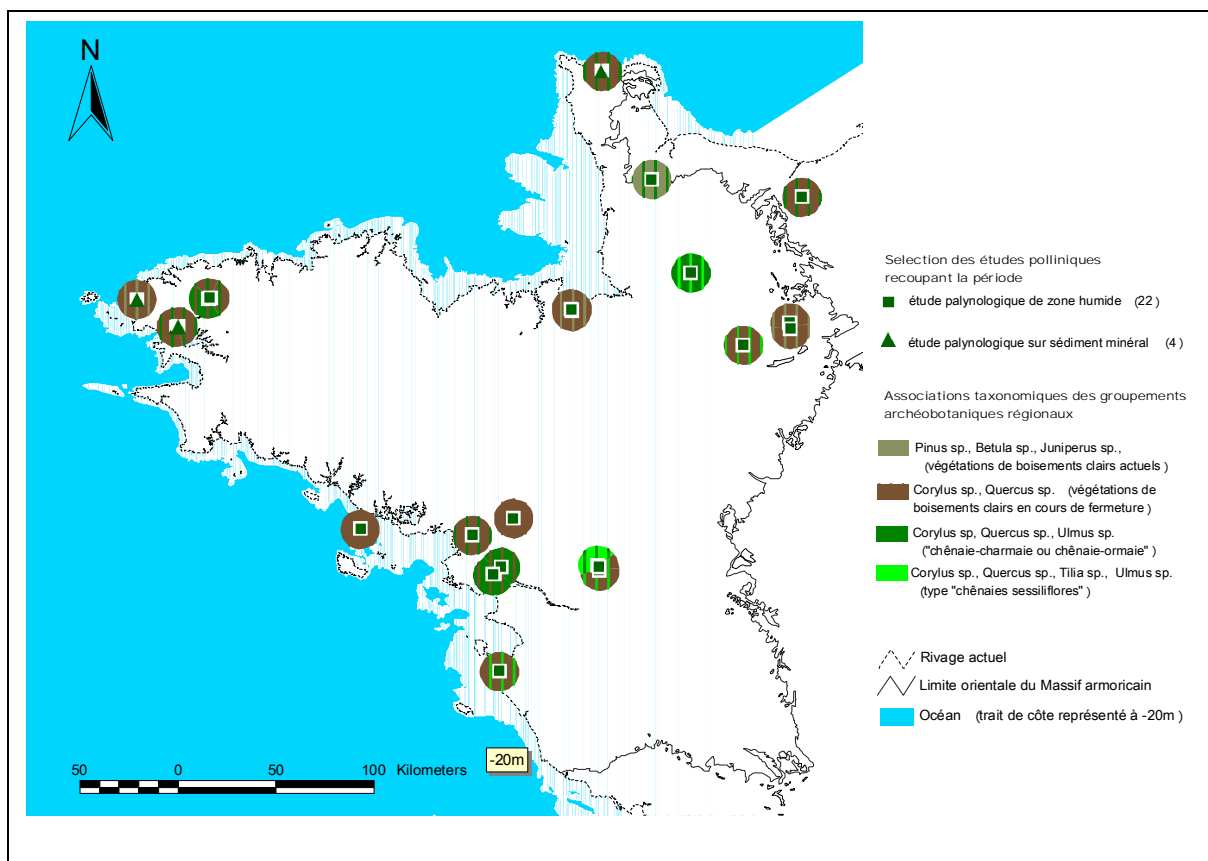 N
Selection des études polliniques
recoupant la période
étude palynologique de zone humide (22)
étude palynologique sur sédiment minéral (4)
Associations taxonomiques des groupements
archéobotaniques régionaux
Pinus sp., Betula sp., Juniperus sp.,
(végétations de boisements clairs actuels)
Corylus sp., Quercus sp. (végétations de
boisements clairs en cours de fermeture)
Corylus sp, Quercus sp., Ulmus sp.
("chênaie-charmaie ou chênaie-ormaie")
Corylus sp., Quercus sp., Tilia sp., Ulmus sp.
(type "chênaies sessiliflores")
Rivage actuel
Limite orientale du Massif armoricain
Océan (trait de côte représenté à -20m)
-20m
50 0 50 100 Kilometers